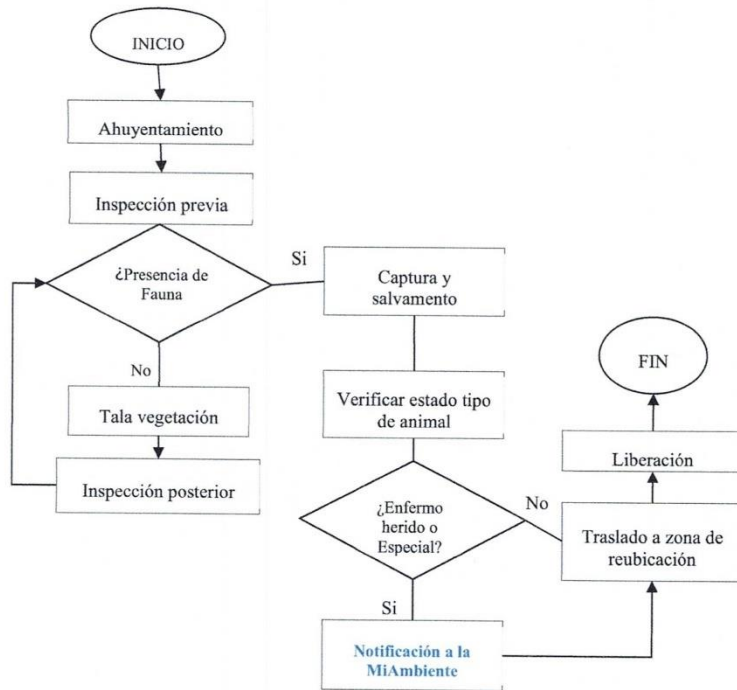 INICIO
Ahuyentamiento
Inspección previa
¿Presencia de
Fauna
Si
No
Tala vegetación
Inspección posterior
Captura y
salvamento
Verificar estado tipo
de animal
¿Enfermo
herido o
Especial?
No
Si
Notificación a la
MiAmbiente
Traslado a zona de
reubicación
Liberación
FIN